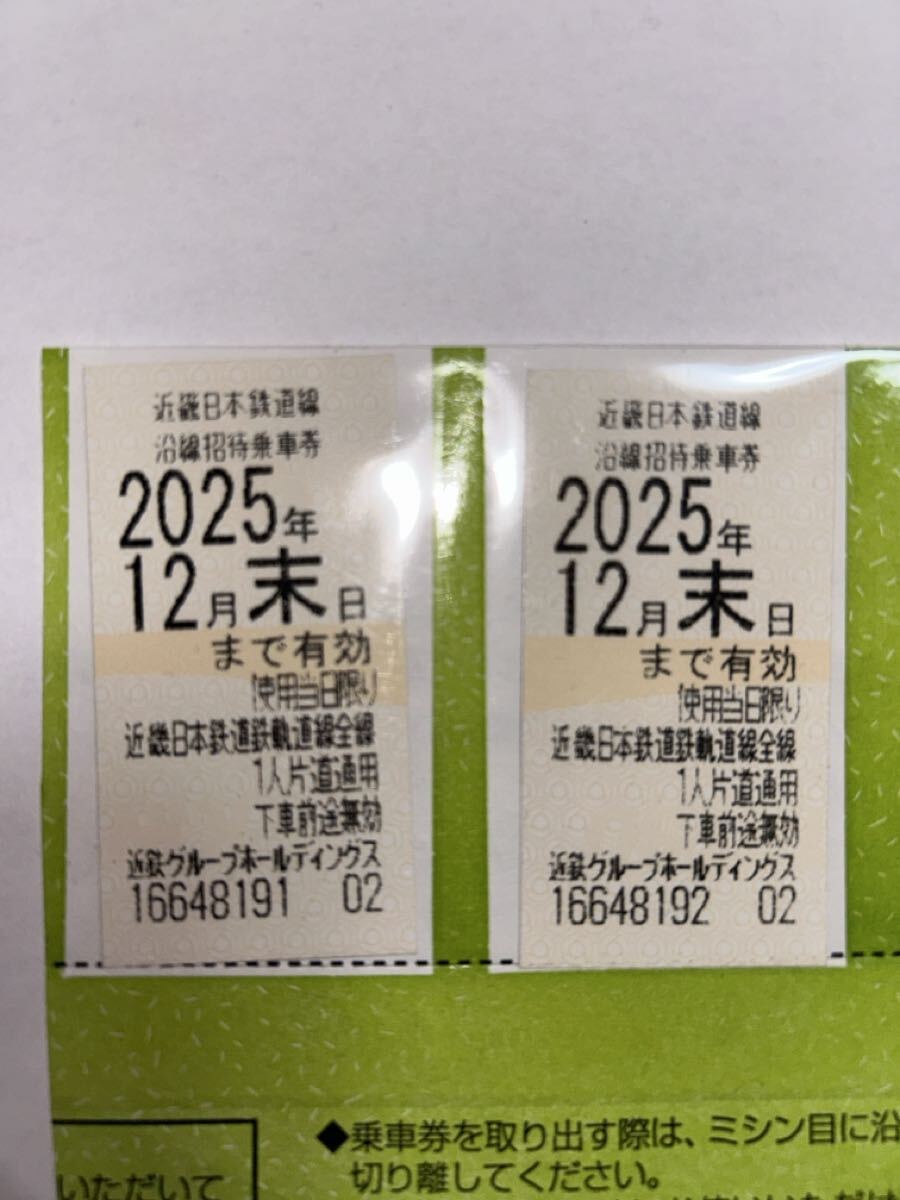 近畿日本鉄道線
沿線招待乗車券
2025年
12月末日
まで有効
使用当日限り
近畿日本鉄道鉄軌道線全線
1人片道通用
下車前途無効
近鉄グループホールディングス
16648191 02
近畿日本鉄道線
沿線招待乗車券
2025年
12月末日
まで有効
使用当日限り
近畿日本鉄道鉄軌道線全線
1人片道通用
下車前途無効
近鉄グループホールディングス
16648192 02
いただいて
◆乗車券を取り出す際は、ミシン目に沿
切り離してください。